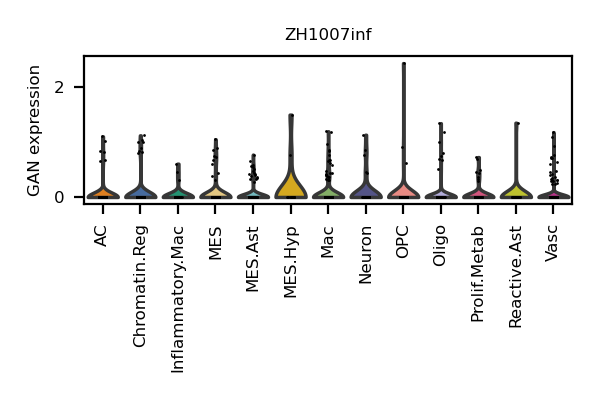 ZH1007inf
GAN expression
2
0
AC
Chromatin.Reg
Inflammatory.Mac
MES
MES.Ast
MES.Hyp
Mac
Neuron
OPC
Oligo
Prolif.Metab
Reactive.Ast
Vasc